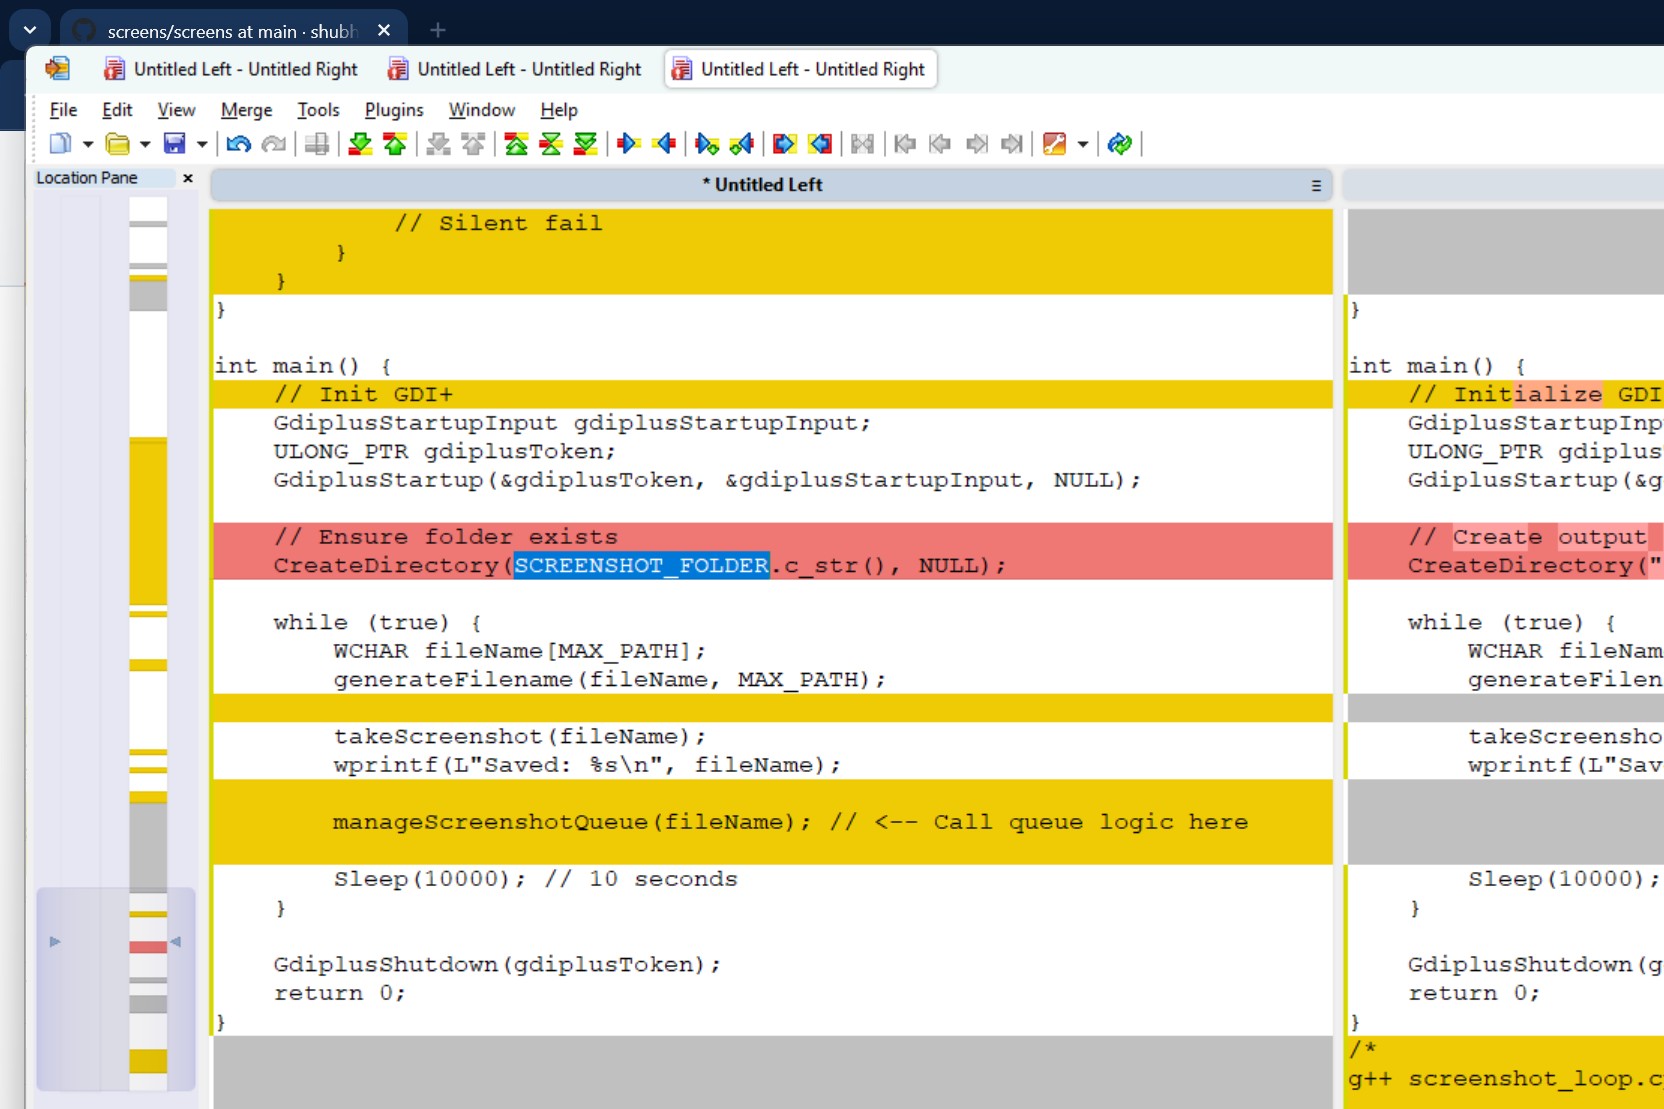 screens/screens at main · shubh
Untitled Left - Untitled Right
Untitled Left - Untitled Right
Untitled Left - Untitled Right
File Edit View Merge Tools Plugins Window Help
Location Pane
* Untitled Left
// Silent fail
}
}
}
int main() {
// Init GDI+
GdiplusStartupInput gdiplusStartupInput;
ULONG_PTR gdiplusToken;
GdiplusStartup(&gdiplusToken, &gdiplusStartupInput, NULL);
// Ensure folder exists
CreateDirectory(SCREENSHOT_FOLDER.c_str(), NULL);
while (true) {
WCHAR fileName[MAX_PATH];
generateFilename(fileName, MAX_PATH);
takeScreenshot(fileName);
wprintf(L"Saved: %s\n", fileName);
manageScreenshotQueue(fileName); // <-- Call queue logic here
Sleep(10000); // 10 seconds
}
GdiplusShutdown(gdiplusToken);
return 0;
}
}
int main() {
// Initialize GDI
GdiplusStartupInp
ULONG_PTR gdiplus
GdiplusStartup(&g
// Create output
CreateDirectory("
while (true) {
WCHAR fileNam
generateFilen
takeScreensho
wprintf(L"Sav
Sleep(10000);
}
GdiplusShutdown(g
return 0;
}
/*
g++ screenshot_loop.c